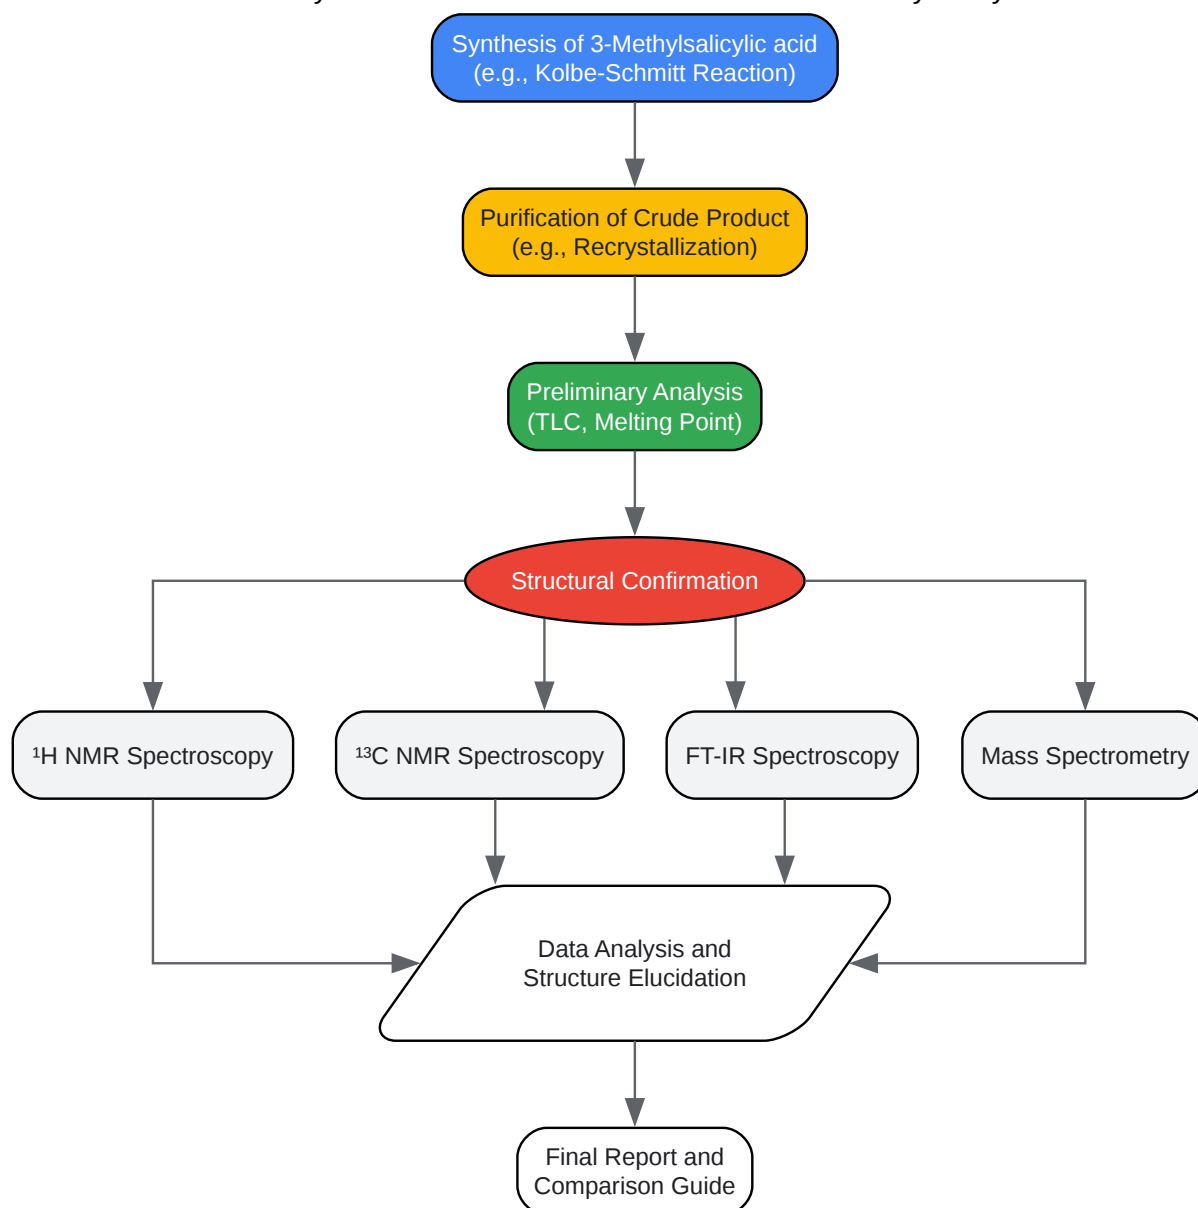 Synthesis of 3-Methylsalicylic acid
(e.g., Kolbe-Schmitt Reaction)
Purification of Crude Product
(e.g., Recrystallization)
Preliminary Analysis
(TLC, Melting Point)
Structural Confirmation
¹H NMR Spectroscopy
¹³C NMR Spectroscopy
FT-IR Spectroscopy
Mass Spectrometry
Data Analysis and
Structure Elucidation
Final Report and
Comparison Guide